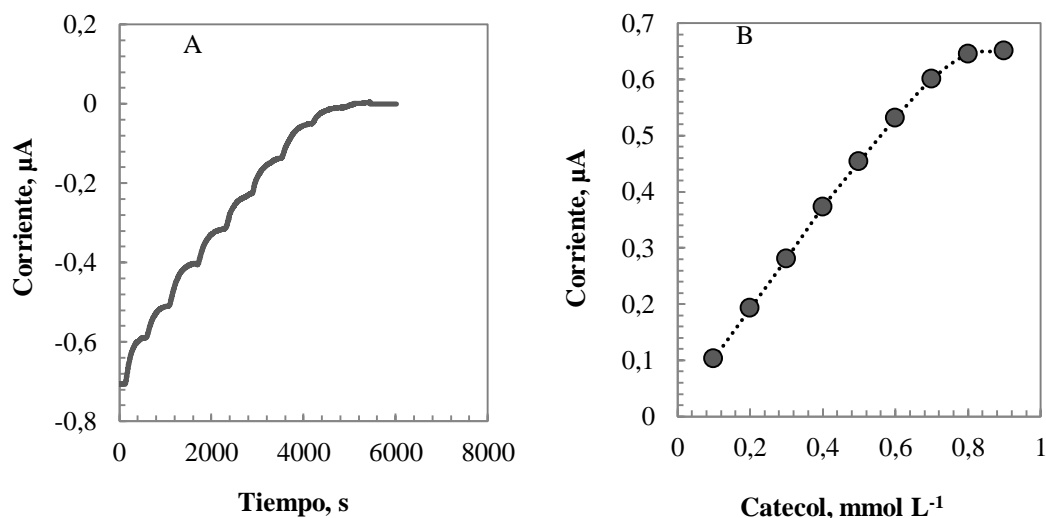 A
0,2
0
-0,2
-0,4
-0,6
-0,8
Corriente, µA
0 2000 4000 6000 8000
Tiempo, s
B
0,7
0,6
0,5
0,4
0,3
0,2
0,1
0
Corriente, µA
0 0,2 0,4 0,6 0,8 1
Catecol, mmol L⁻¹